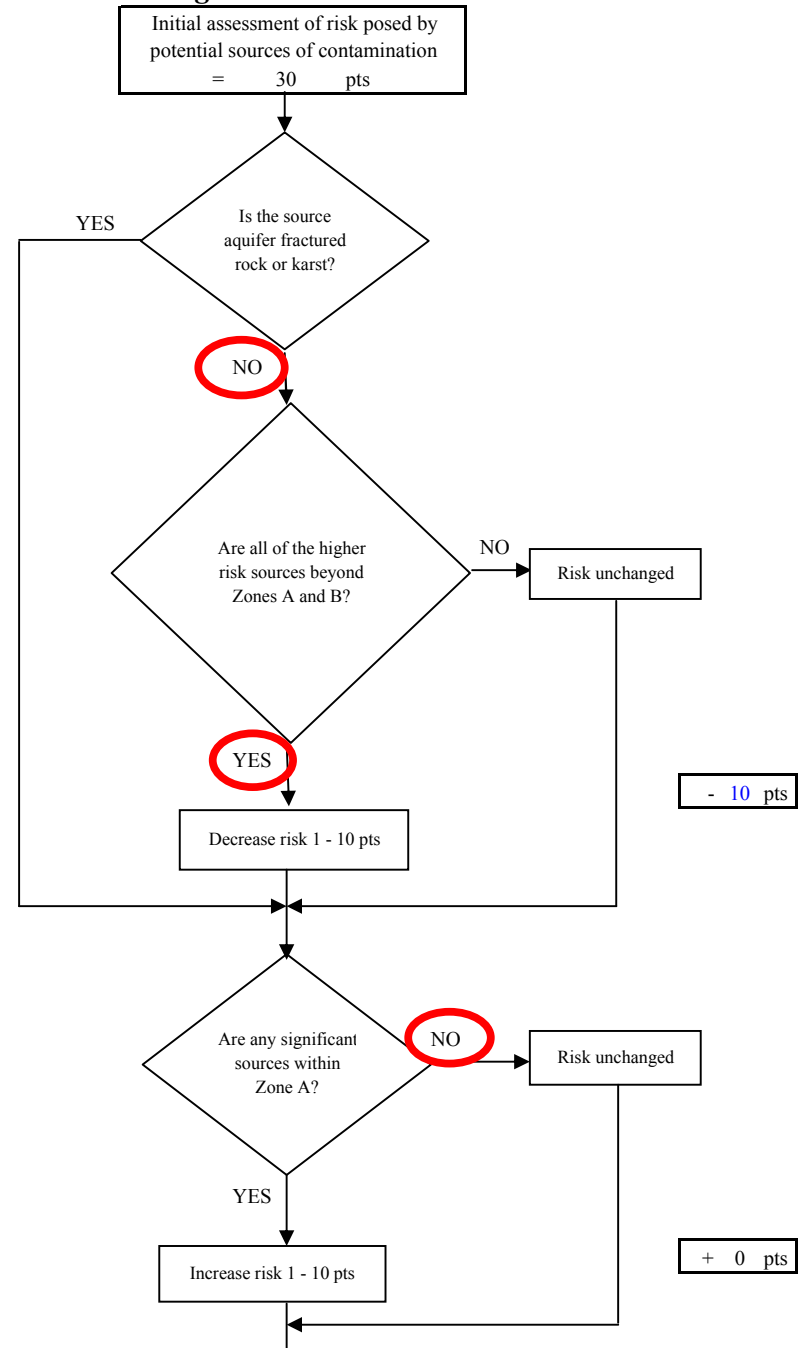 Initial assessment of risk posed by
potential sources of contamination
= 30 pts
YES
Is the source
aquifer fractured
rock or karst?
NO
Are all of the higher
risk sources beyond
Zones A and B?
NO
Risk unchanged
YES
- 10 pts
Decrease risk 1 - 10 pts
Are any significant
sources within
Zone A?
NO
Risk unchanged
YES
+ 0 pts
Increase risk 1 - 10 pts